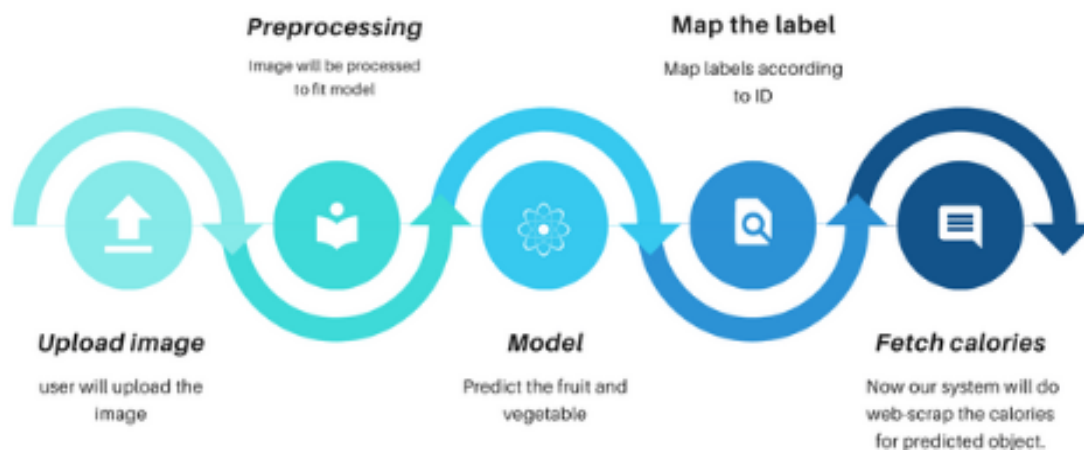 Preprocessing
Image will be processed
to fit model
Map the label
Map labels according
to ID
Upload image
user will upload the
image
Model
Predict the fruit and
vegetable
Fetch calories
Now our system will do
web-scrap the calories
for predicted object.